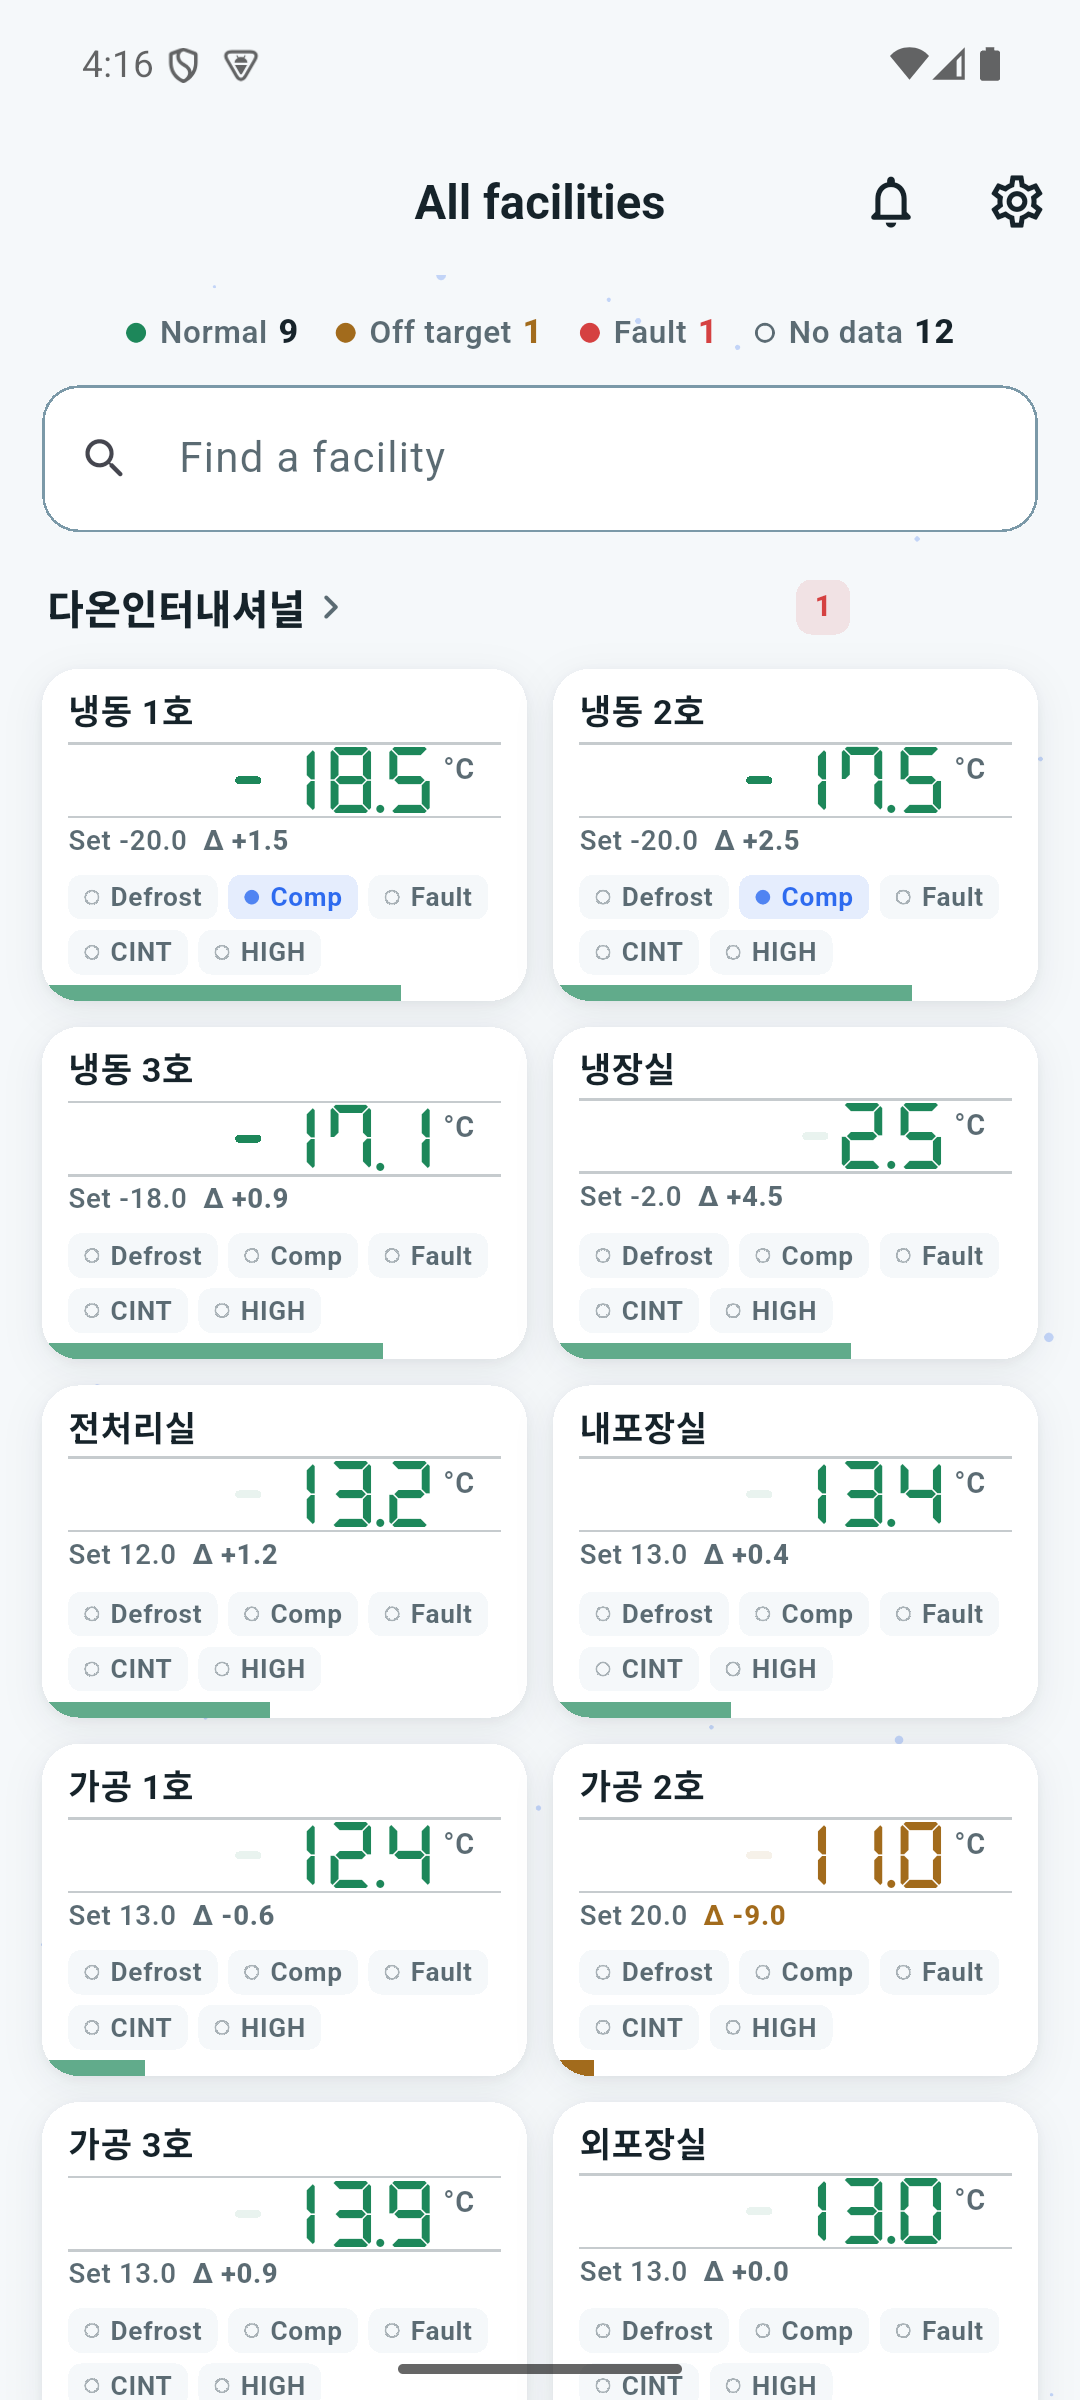 4:16
All facilities
Normal 9 Off target 1 Fault 1 No data 12
Find a facility
다온인터내셔널 1
냉동 1호
-18.5 °C
Set -20.0 Δ +1.5
Defrost Comp Fault
CINT HIGH
냉동 2호
-17.5 °C
Set -20.0 Δ +2.5
Defrost Comp Fault
CINT HIGH
냉동 3호
-17.1 °C
Set -18.0 Δ +0.9
Defrost Comp Fault
CINT HIGH
냉장실
2.5 °C
Set -2.0 Δ +4.5
Defrost Comp Fault
CINT HIGH
전처리실
13.2 °C
Set 12.0 Δ +1.2
Defrost Comp Fault
CINT HIGH
내포장실
13.4 °C
Set 13.0 Δ +0.4
Defrost Comp Fault
CINT HIGH
가공 1호
12.4 °C
Set 13.0 Δ -0.6
Defrost Comp Fault
CINT HIGH
가공 2호
11.0 °C
Set 20.0 Δ -9.0
Defrost Comp Fault
CINT HIGH
가공 3호
13.9 °C
Set 13.0 Δ +0.9
Defrost Comp Fault
CINT HIGH
외포장실
13.0 °C
Set 13.0 Δ +0.0
Defrost Comp Fault
CINT HIGH